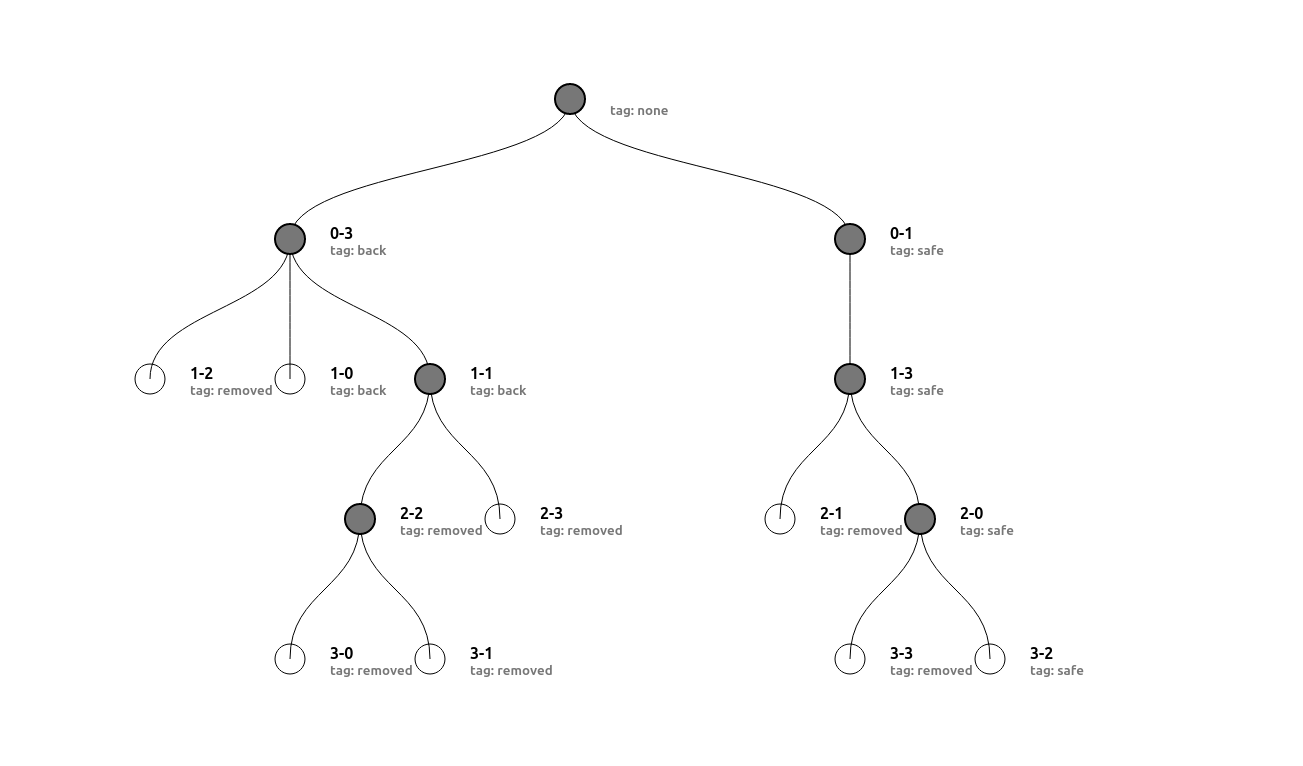 tag: none
0-3
tag: back
0-1
tag: safe
1-2
tag: removed
1-0
tag: back
1-1
tag: back
1-3
tag: safe
2-2
tag: removed
2-3
tag: removed
2-1
tag: removed
2-0
tag: safe
3-0
tag: removed
3-1
tag: removed
3-3
tag: removed
3-2
tag: safe